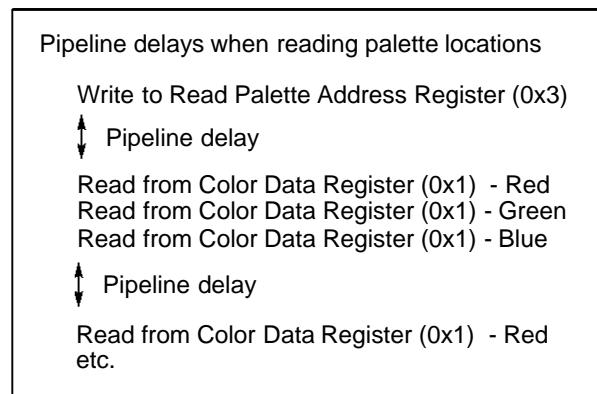 Pipeline delays when reading palette locations
Write to Read Palette Address Register (0x3)
Pipeline delay
Read from Color Data Register (0x1) - Red
Read from Color Data Register (0x1) - Green
Read from Color Data Register (0x1) - Blue
Pipeline delay
Read from Color Data Register (0x1) - Red
etc.